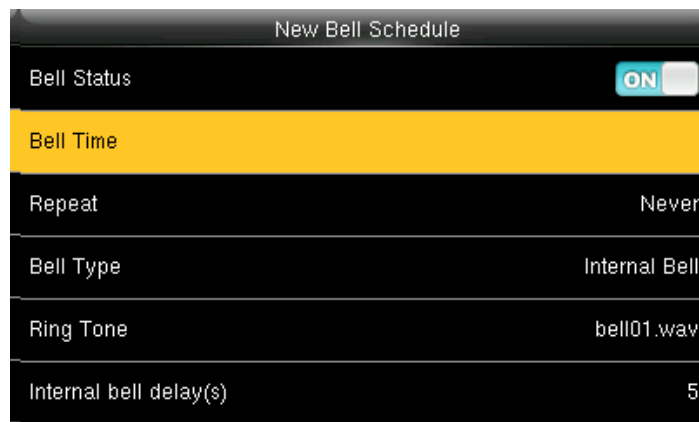 New Bell Schedule
Bell Status ON
Bell Time
Repeat Never
Bell Type Internal Bell
Ring Tone bell01.wav
Internal bell delay(s) 5